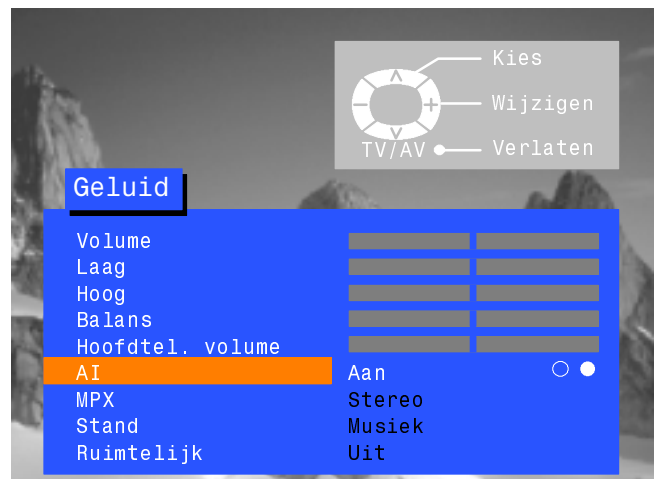 Kies
Wijzigen
TV/AV Verlaten
Geluid
Volume
Laag
Hoog
Balans
Hoofdtel. volume
AI Aan
MPX Stereo
Stand Musiek
Ruimtelijk Uit